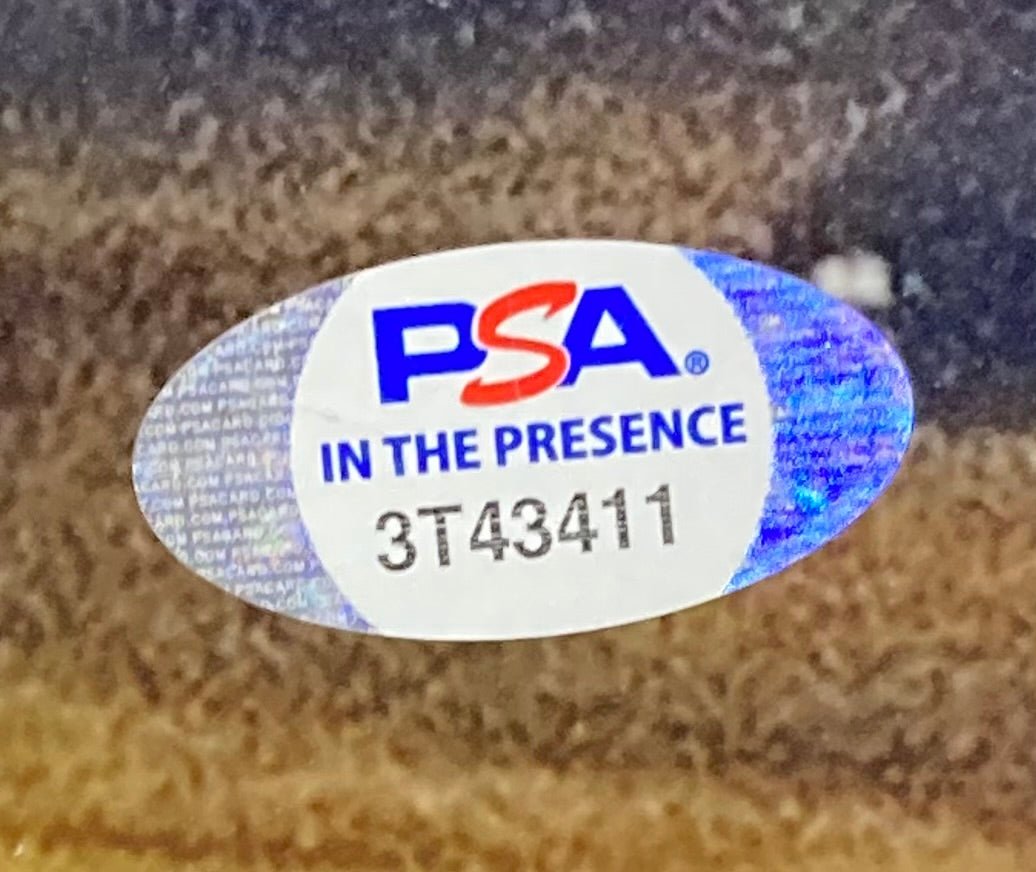 PSA®
IN THE PRESENCE
3T43411